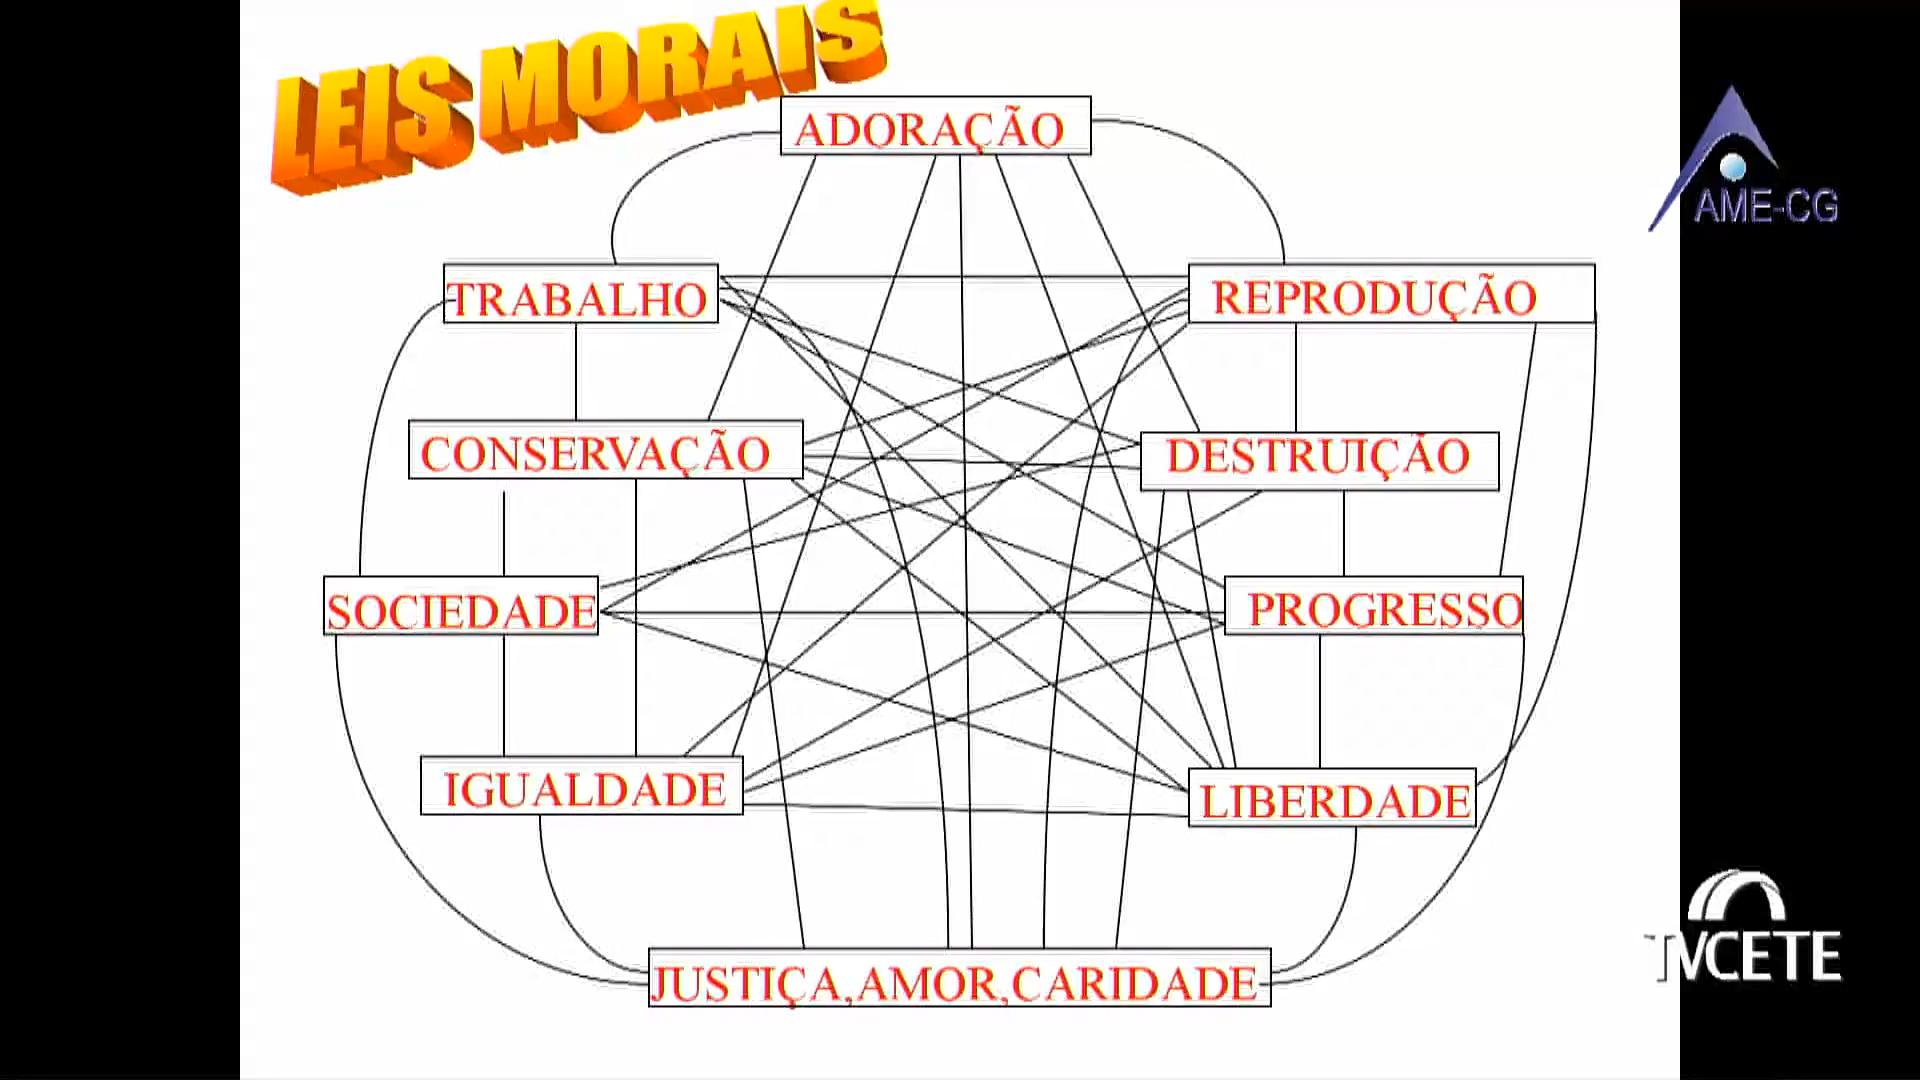 LEIS MORAIS
ADORAÇÃO
AME-CG
TRABALHO
REPRODUÇÃO
CONSERVAÇÃO
DESTRUIÇÃO
SOCIEDADE
PROGRESSO
IGUALDADE
LIBERDADE
TVCETE
JUSTIÇA,AMOR,CARIDADE